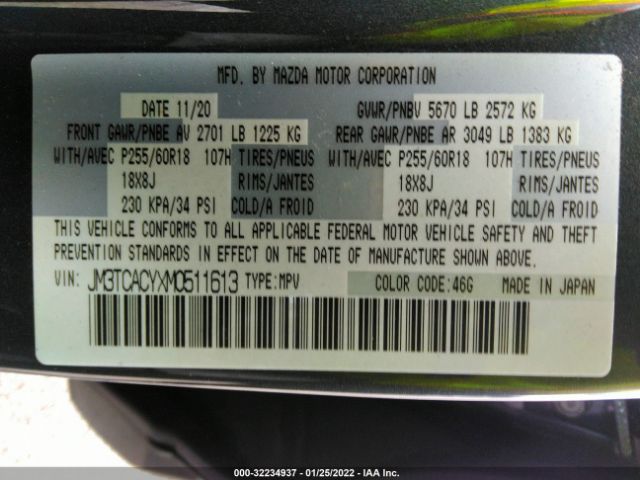 MFD. BY MAZDA MOTOR CORPORATION
DATE 11/20 GVWR/PNBV 5670 LB 2572 KG
FRONT GAWR/PNBE AV 2701 LB 1225 KG REAR GAWR/PNBE AR 3049 LB 1383 KG
WITH/AVEC P255/60R18 107H TIRES/PNEUS WITH/AVEC P255/60R18 107H TIRES/PNEUS
18X8J RIMS/JANTES 18X8J RIMS/JANTES
230 KPA/34 PSI COLD/A FROID 230 KPA/34 PSI COLD/A FROID
THIS VEHICLE CONFORMS TO ALL APPLICABLE FEDERAL MOTOR VEHICLE SAFETY AND THEFT
PREVENTION STANDARDS IN EFFECT ON THE DATE OF MANUFACTURE SHOWN ABOVE.
VIN: JM3TCACYXM0511613 TYPE: MPV COLOR CODE:46G MADE IN JAPAN
000-32234937 - 01/25/2022 - IAA Inc.